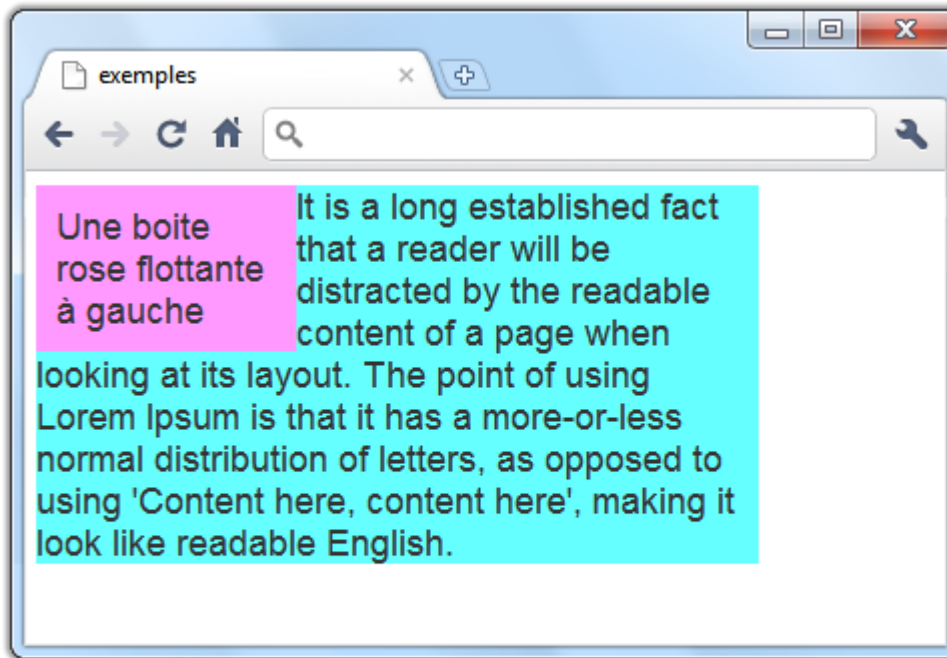 exemples
Une boite
rose flottante
à gauche
It is a long established fact
that a reader will be
distracted by the readable
content of a page when
looking at its layout. The point of using
Lorem Ipsum is that it has a more-or-less
normal distribution of letters, as opposed to
using 'Content here, content here', making it
look like readable English.